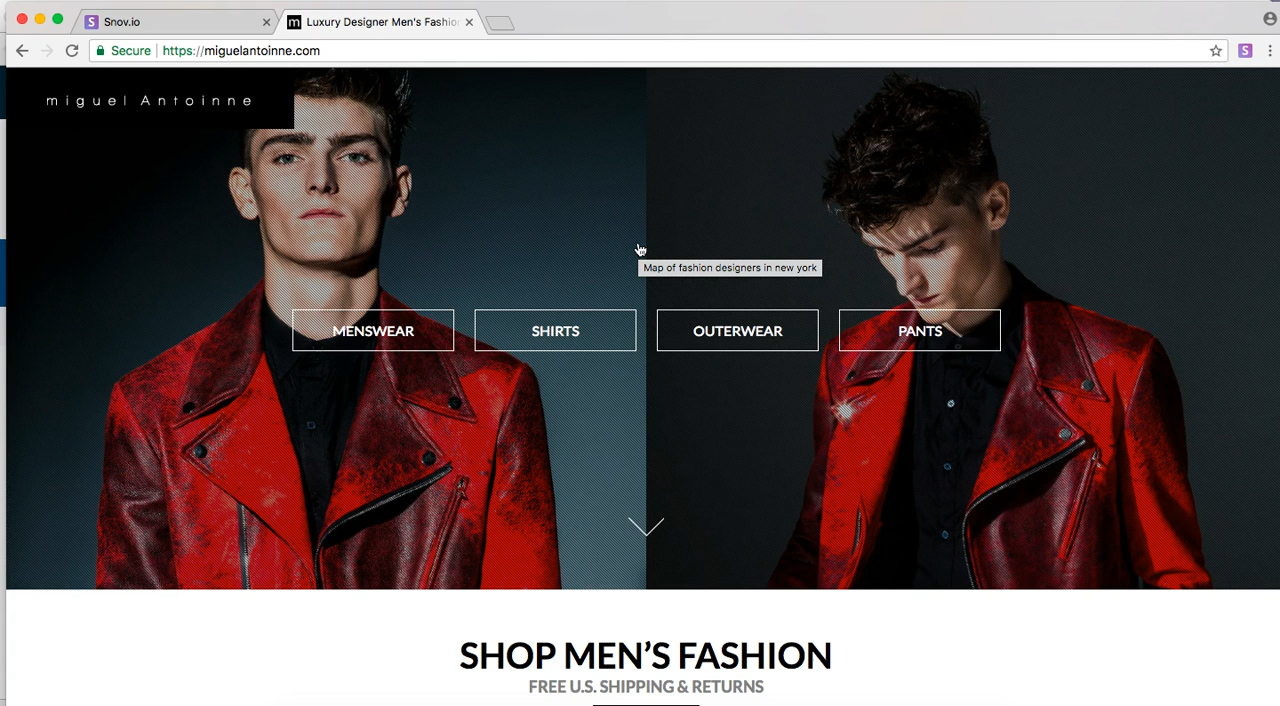 Snov.io
Luxury Designer Men's Fashion
Secure
https://miguelantoinne.com
miguel Antoinne
Map of fashion designers in new york
MENSWEAR
SHIRTS
OUTERWEAR
PANTS
SHOP MEN’S FASHION
FREE U.S. SHIPPING & RETURNS